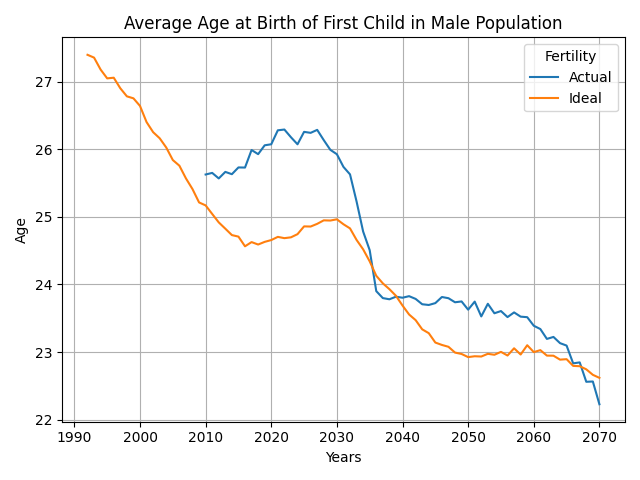 Average Age at Birth of First Child in Male Population
Fertility
Actual
Ideal
Age
27
26
25
24
23
22
1990 2000 2010 2020 2030 2040 2050 2060 2070
Years